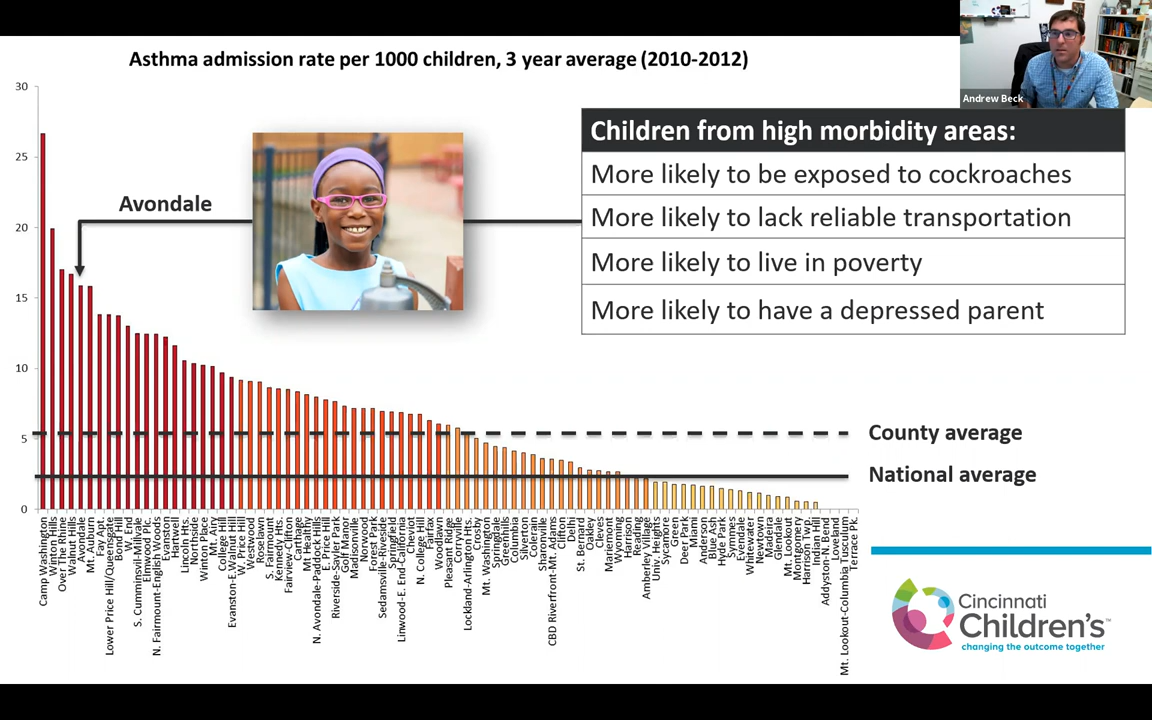 Asthma admission rate per 1000 children, 3 year average (2010-2012)
Andrew Beck
30
25
20
15
10
5
0
Avondale
Children from high morbidity areas:
More likely to be exposed to cockroaches
More likely to lack reliable transportation
More likely to live in poverty
More likely to have a depressed parent
County average
National average
Camp Washington
Winton Hills
Over The Rhine
Walnut Hills
Avondale
Mt. Auburn
Fay Apt.
Lower Price Hill/Queensgate
Bond Hill
W. End
S. Cumminsvil-Millvale
Elmwood Plc.
N. Fairmount-English Woods
Evanston
Hartwell
Lincoln Hts.
Northside
Winton Place
Mt. Airy
College Hill
Evanston-E.Walnut Hill
W. Price Hill
Westwood
Roselawn
S. Faumt
Kennedy Hts.
Fairview-Clifton
Carthage
Mt Healthy
N. Avondale-Paddock Hills
E. Price Hill
Riverside-Sayler Park
Golf Manor
Madisonville
Norwood
Forest Park
Sedamsville-Riveside
Springfield
Linwood-E. End-California
Cheviot
N. College Hill
Fairfax
Woodlawn
Pleasant Ridge
Corryville
Lockland-Arlington Hts.
Crosby
Mt. Washington
Springdale
Greenhills
Columbia
Silverton
Colerain
Sharonville
CBD Riverfront-Mt. Adams
Clifton
Delhi
St. Bernard
Oakley
Cleves
Mariemont
Wyoming
Harrison
Reading
Amberley Village
Univ. Heights
Sycamore
Green
Deer Park
Miami
Anderson
Blue Ash
Hyde Park
Symmes
Evendale
Whitewater
Newtown
Madeira
Glendale
Mt. Lookout
Montgomery
Harrison Twp.
Indian Hill
Addyston-N. Bend
Loveland
Mt. Lookout-Columbia Tusculum
Terrace Pk.
Cincinnati
Children's™
changing the outcome together